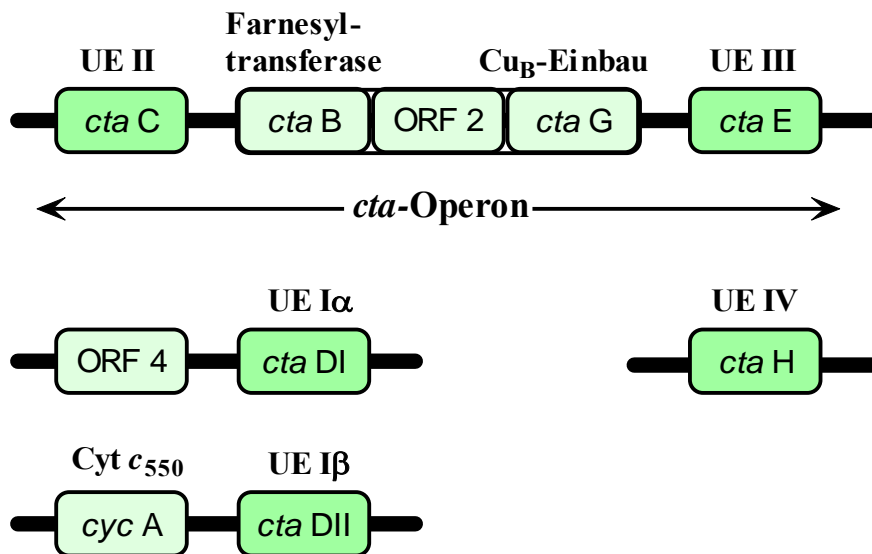 Farnesyl-
UE II transferase CuB-Einbau UE III
cta C cta B ORF 2 cta G cta E
cta-Operon
UE Iα UE IV
ORF 4 cta DI cta H
Cyt c550 UE Iβ
cyc A cta DII